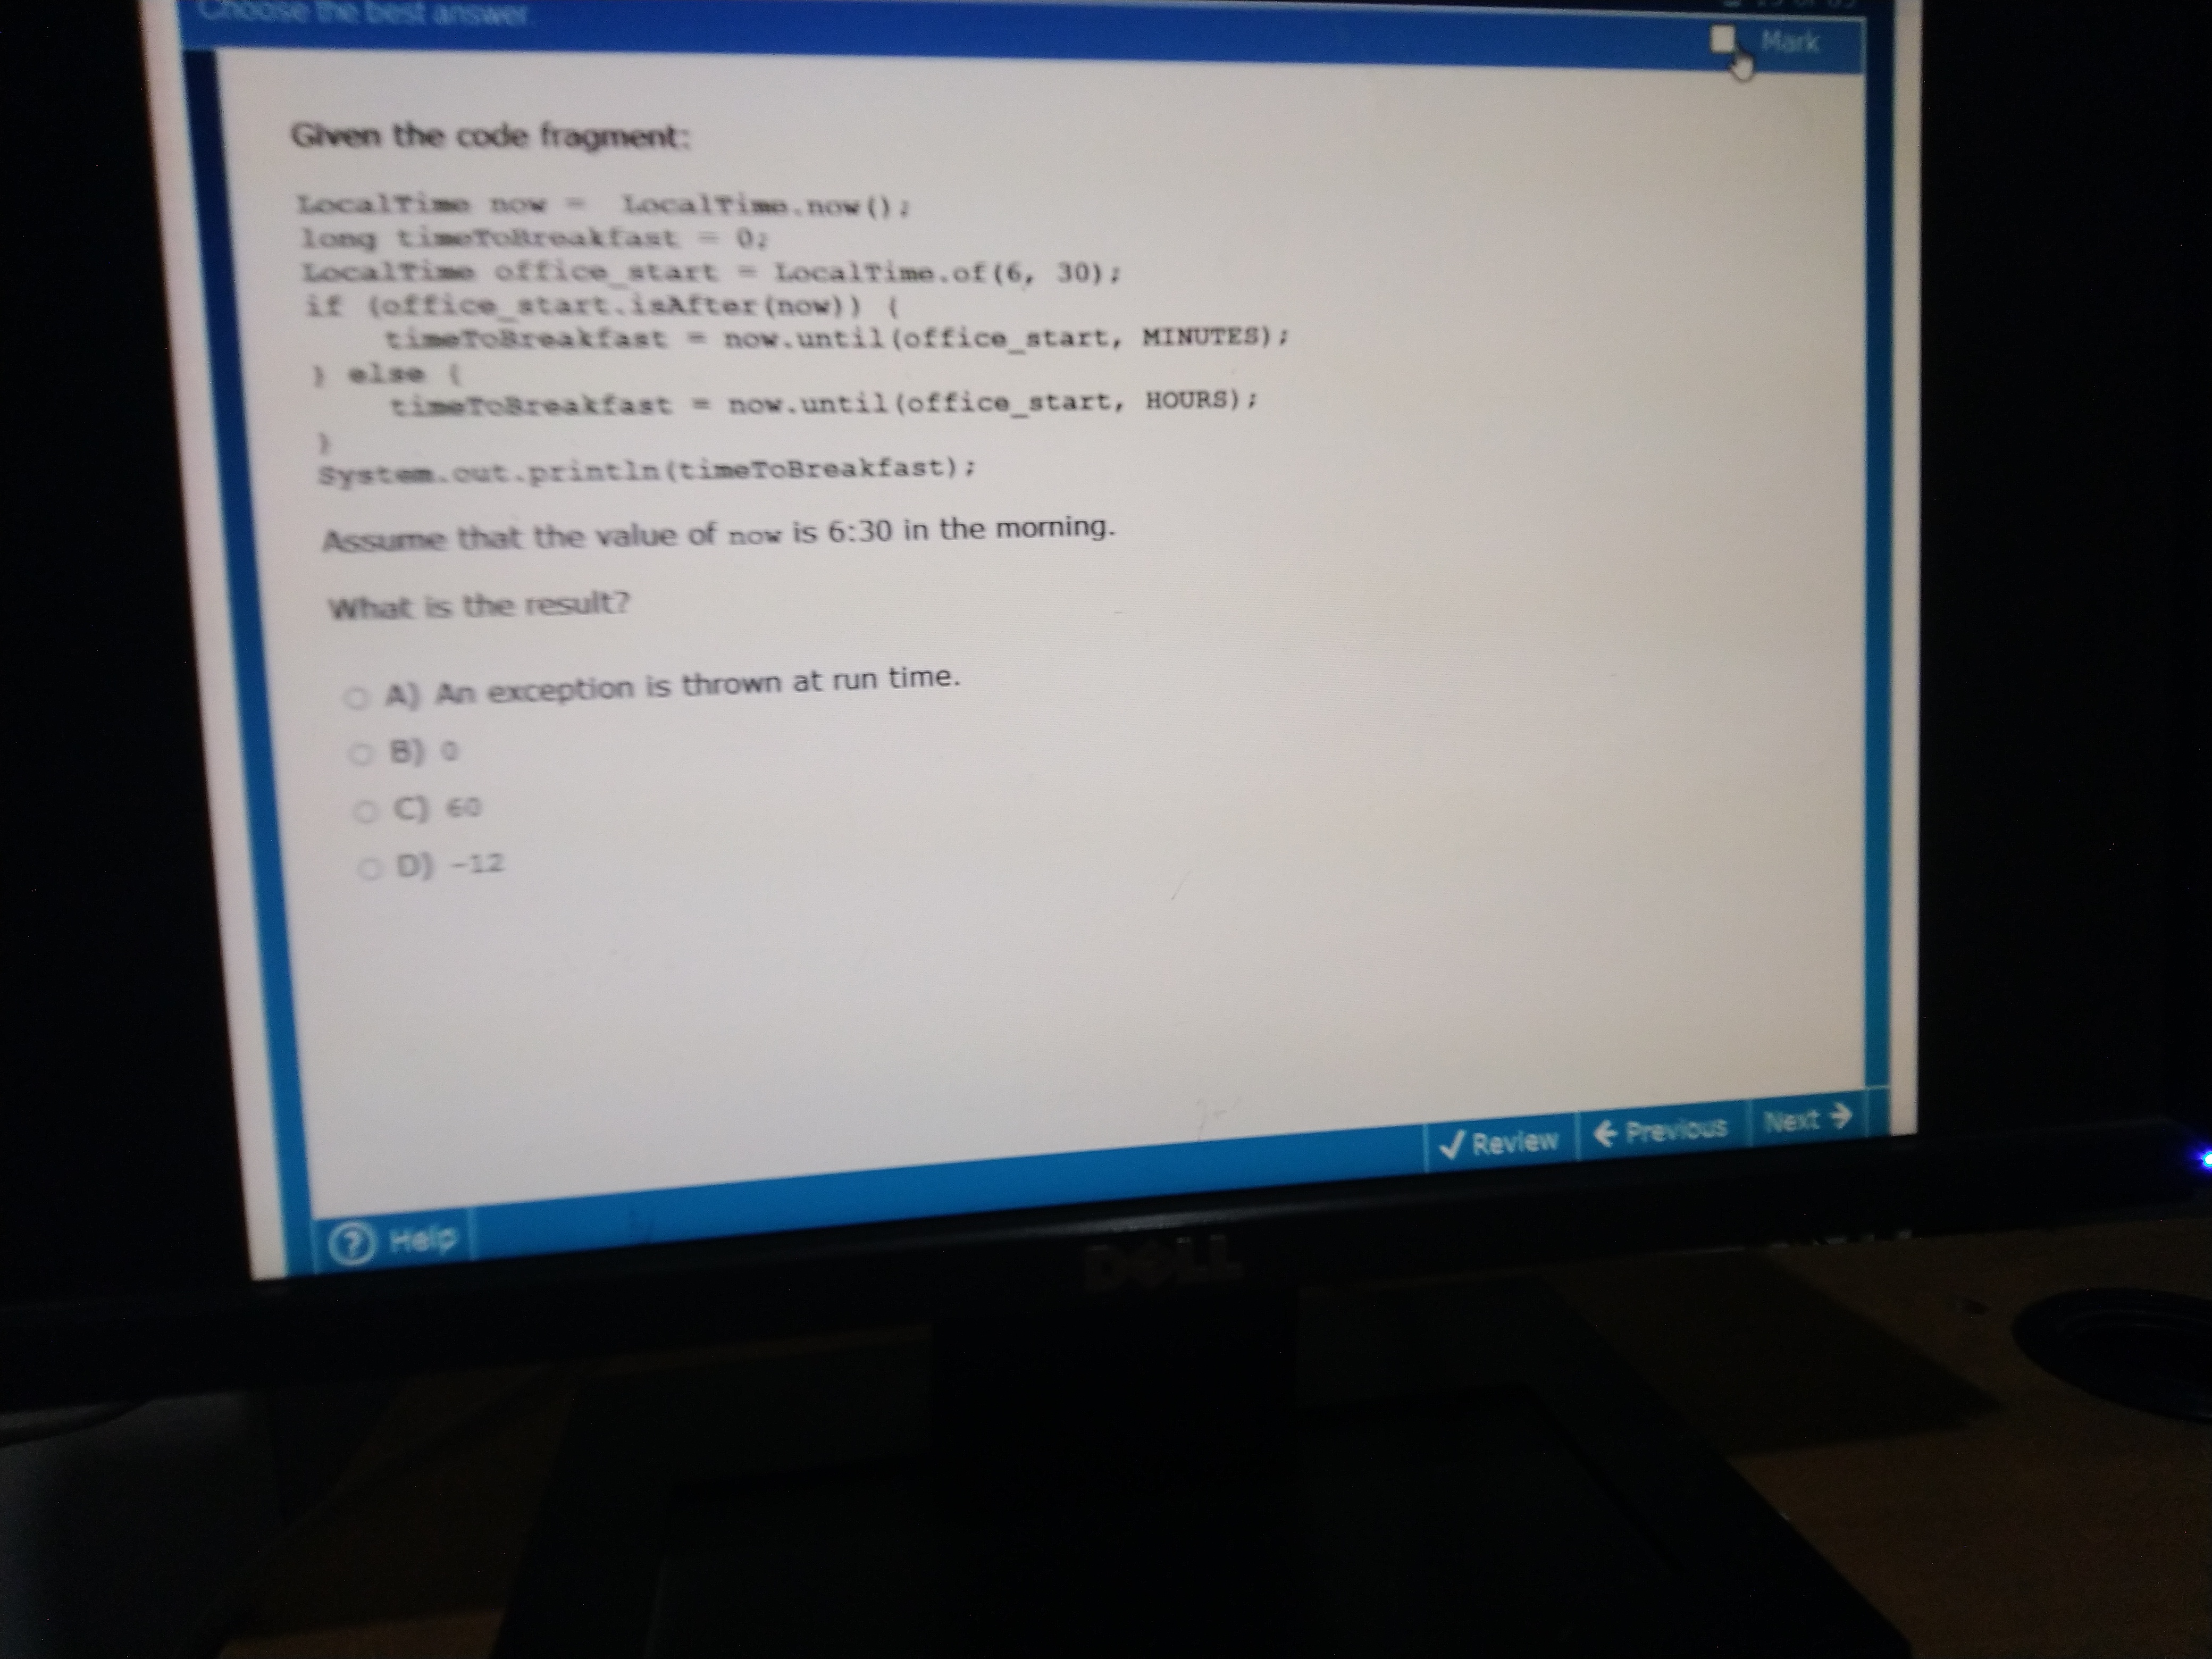 Choose the best answer.
Mark
Given the code fragment:
LocalTime now = LocalTime.now();
long timeToBreakfast = 0;
LocalTime office_start = LocalTime.of(6, 30);
if (office_start.isAfter(now)) {
timeToBreakfast = now.until(office_start, MINUTES);
} else {
timeToBreakfast = now.until(office_start, HOURS);
}
System.out.println(timeToBreakfast);
Assume that the value of now is 6:30 in the morning.
What is the result?
A) An exception is thrown at run time.
B) 0
C) 60
D) -12
Review
Previous
Next
? Help
DELL